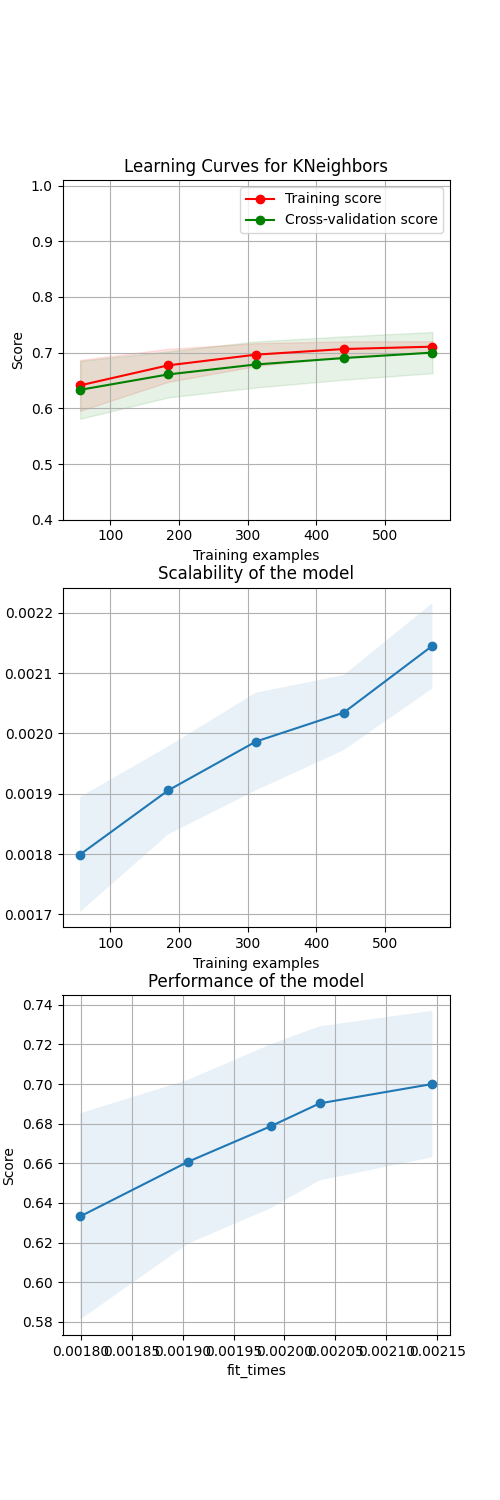 Learning Curves for KNeighbors
1.0
0.9
0.8
0.7
0.6
0.5
0.4
Score
Training score
Cross-validation score
100 200 300 400 500
Training examples
Scalability of the model
0.0022
0.0021
0.0020
0.0019
0.0018
0.0017
100 200 300 400 500
Training examples
Performance of the model
0.74
0.72
0.70
0.68
0.66
0.64
0.62
0.60
0.58
Score
0.00180 0.00185 0.00190 0.00195 0.00200 0.00205 0.00210 0.00215
fit_times